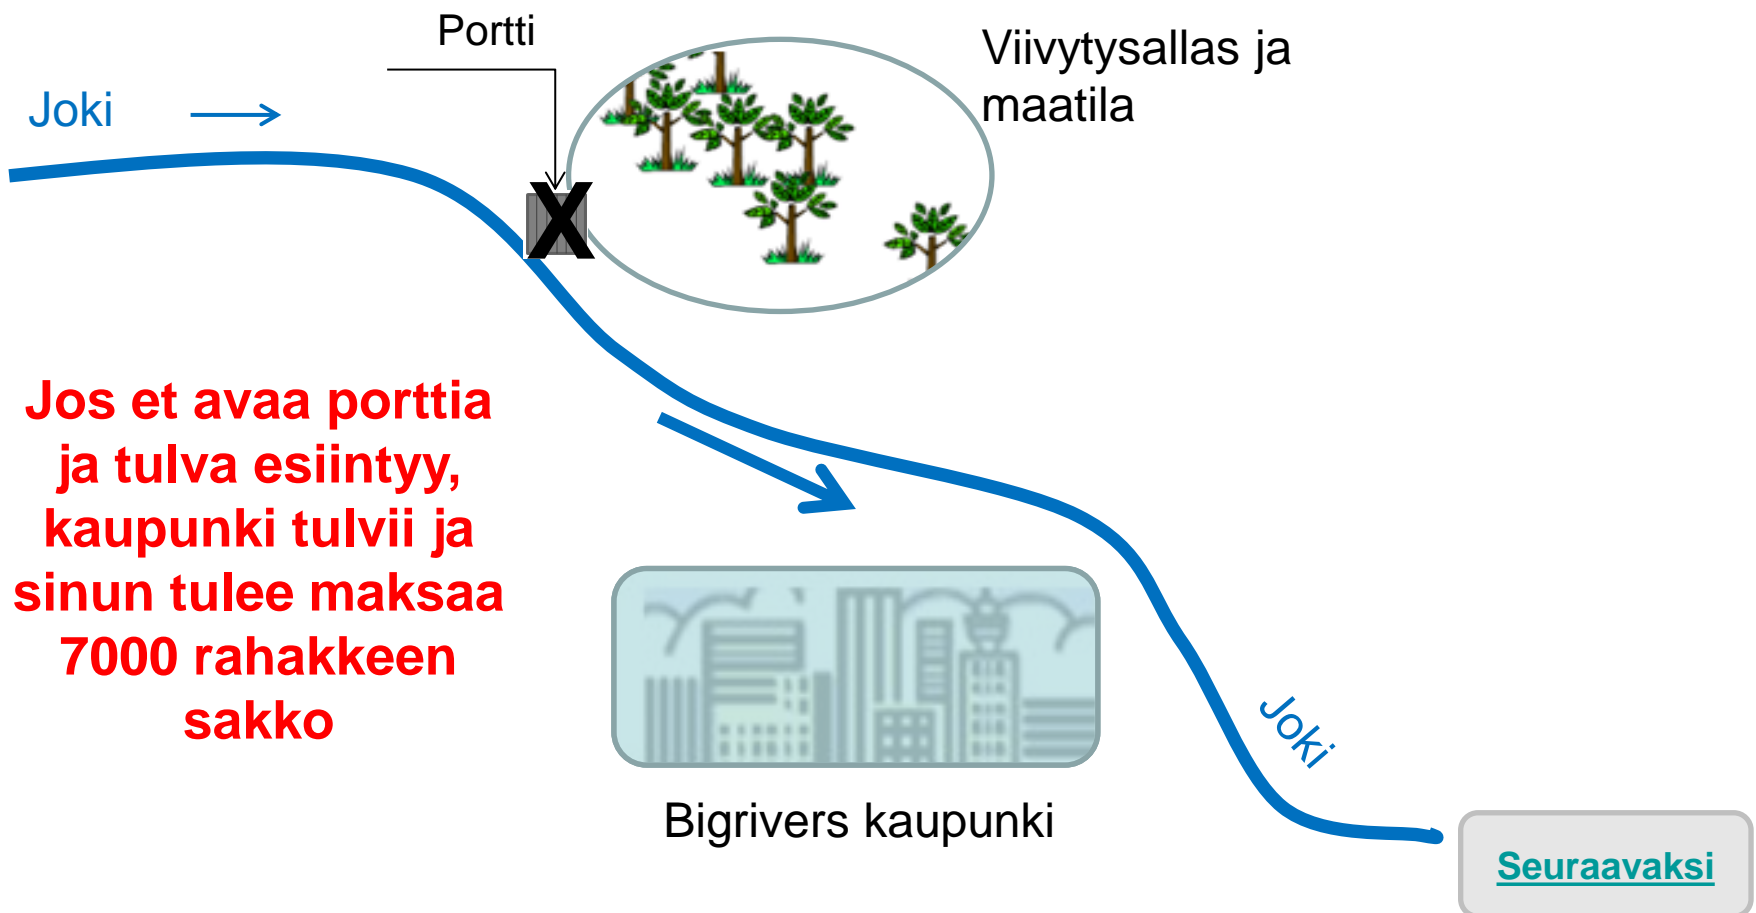 Portti
Viivytysallas ja
maatila
Joki
Jos et avaa porttia
ja tulva esiintyy,
kaupunki tulvii ja
sinun tulee maksaa
7000 rahakkeen
sakko
Joki
Bigrivers kaupunki
Seuraavaksi